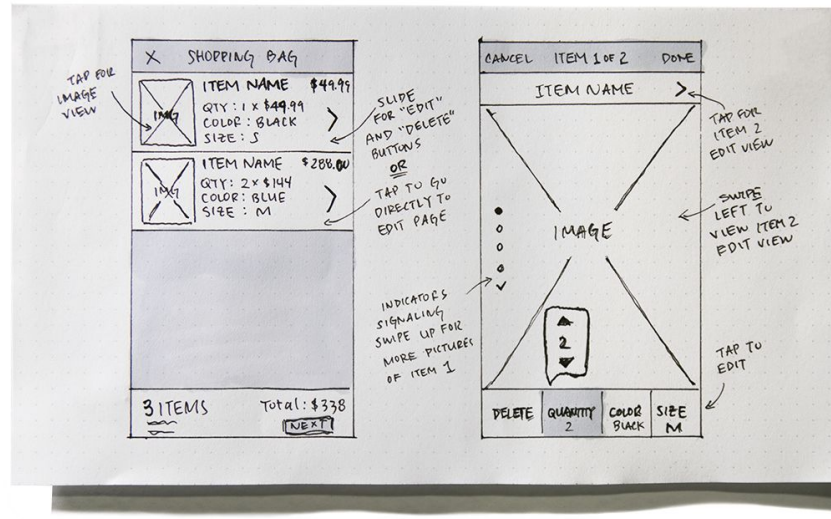 X SHOPPING BAG
ITEM NAME $49.99
IMG
QTY: 1 x $49.99
COLOR: BLACK
SIZE: S
ITEM NAME $288.00
IMG
QTY: 2 x $144
COLOR: BLUE
SIZE: M
3 ITEMS Total: $338
NEXT
TAP FOR
IMAGE
VIEW
SLIDE
FOR "EDIT"
AND "DELETE"
BUTTONS
OR
TAP TO GO
DIRECTLY TO
EDIT PAGE
INDICATORS
SIGNALING
SWIPE UP FOR
MORE PICTURES
OF ITEM 1
CANCEL ITEM 1 OF 2 DONE
ITEM NAME >
IMAGE
2
DELETE QUANTITY COLOR SIZE
2 BLACK M
TAP FOR
ITEM 2
EDIT VIEW
SWIPE
LEFT TO
VIEW ITEM 2
EDIT VIEW
TAP TO
EDIT